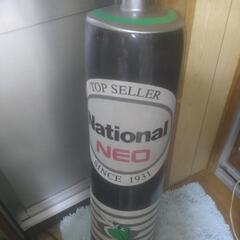 TOP SELLER
National
NEO
SINCE 1931